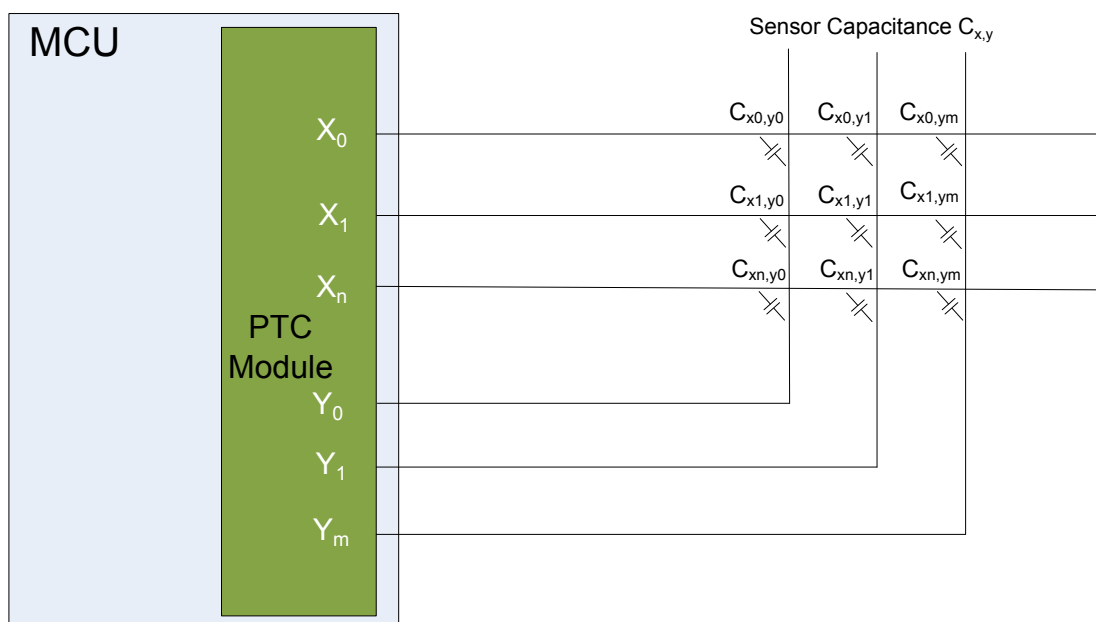 MCU
Sensor Capacitance Cx,y
Cx0,y0 Cx0,y1 Cx0,ym
X0
Cx1,y0 Cx1,y1 Cx1,ym
X1
Cxn,y0 Cxn,y1 Cxn,ym
Xn
PTC
Module
Y0
Y1
Ym